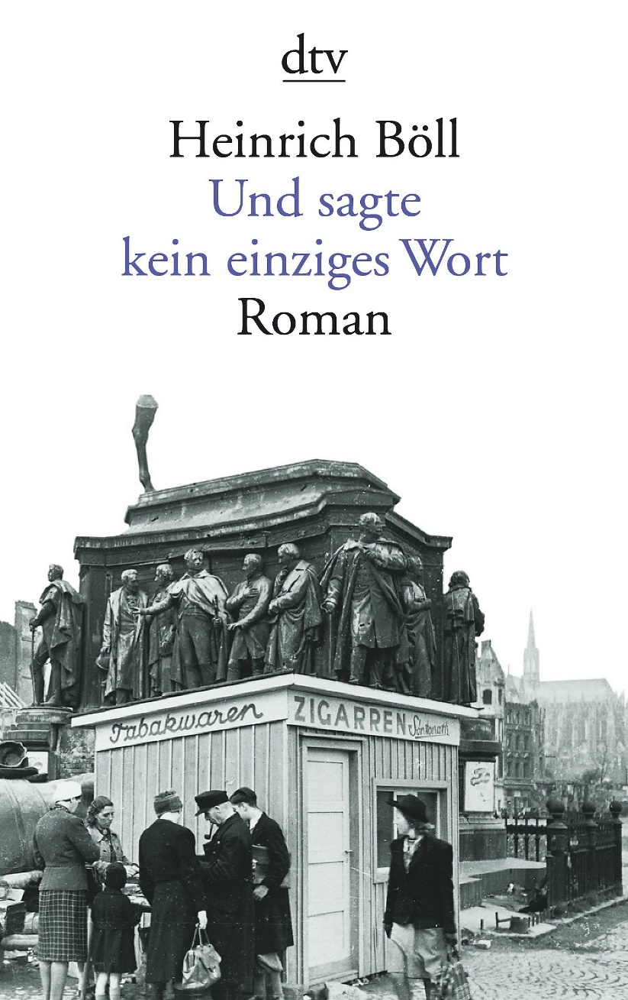 dtv
Heinrich Böll
Und sagte
kein einziges Wort
Roman
Tabakwaren
ZIGARREN